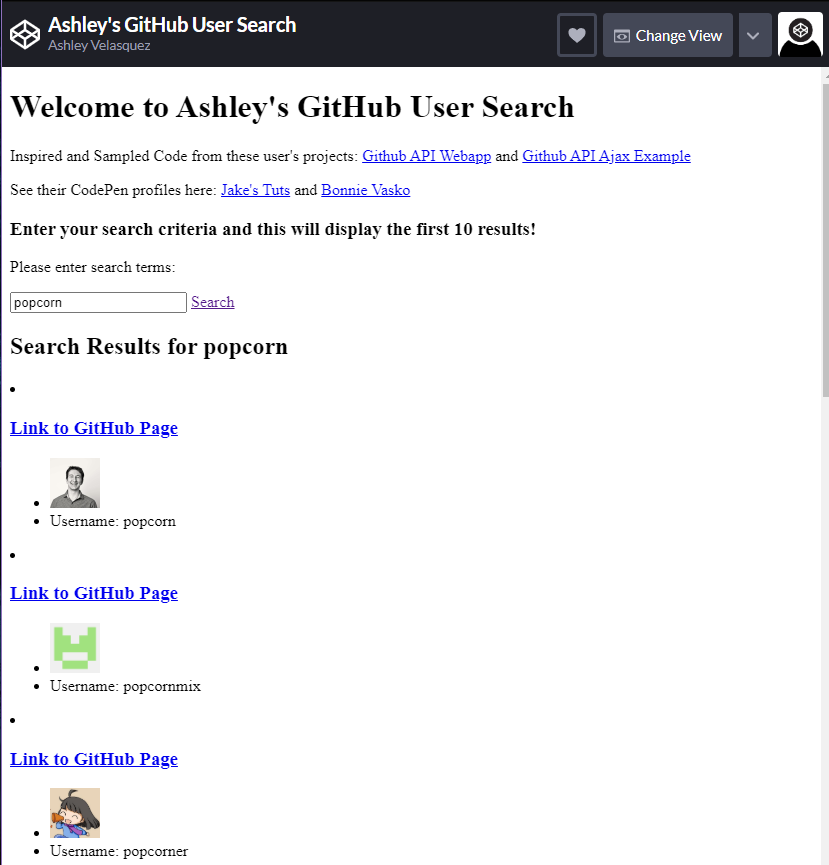 Ashley's GitHub User Search
Ashley Velasquez
Change View
Welcome to Ashley's GitHub User Search
Inspired and Sampled Code from these user's projects: Github API Webapp and Github API Ajax Example
See their CodePen profiles here: Jake's Tuts and Bonnie Vasko
Enter your search criteria and this will display the first 10 results!
Please enter search terms:
popcorn Search
Search Results for popcorn
Link to GitHub Page
Username: popcorn
Link to GitHub Page
Username: popcornmix
Link to GitHub Page
Username: popcorner